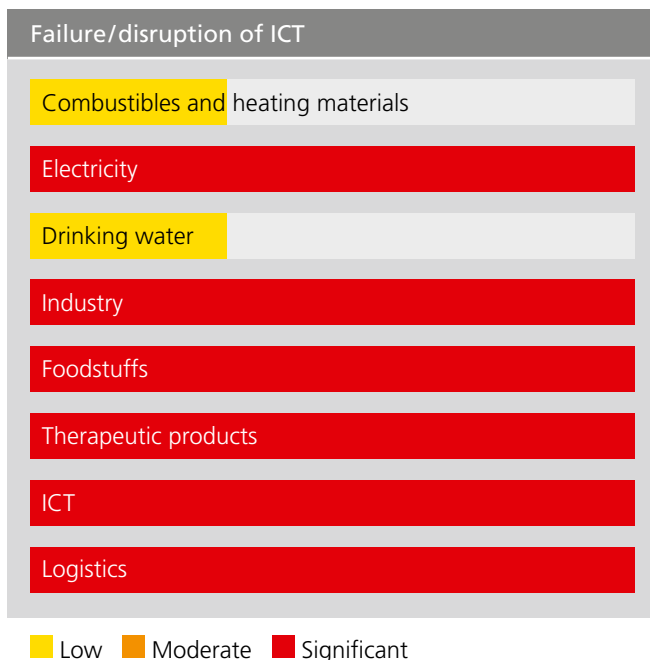 Failure/disruption of ICT
Combustibles and heating materials
Electricity
Drinking water
Industry
Foodstuffs
Therapeutic products
ICT
Logistics
Low Moderate Significant